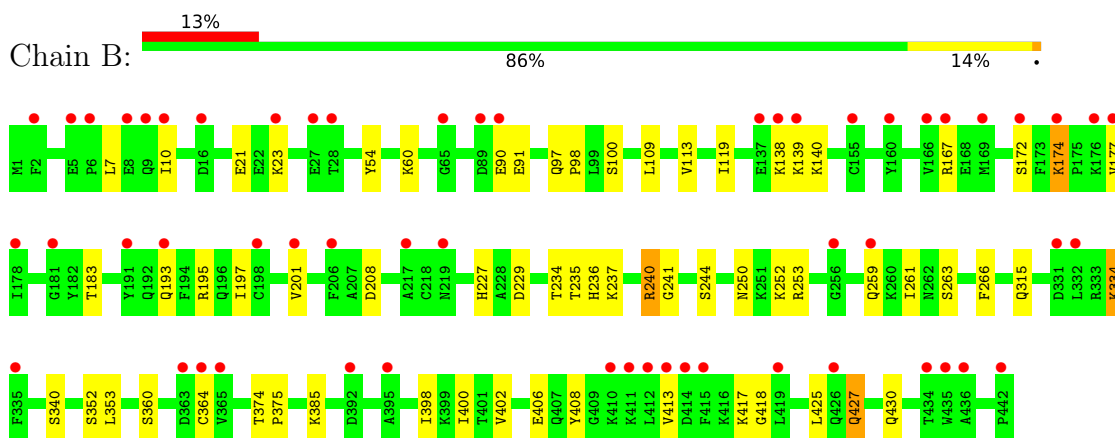 13%
Chain B:
86%
14%
•
M1 F2 E5 P6 L7 E8 Q9 I10 D16 E21 E22 K23 E27 T28 Y54 K60 G65 D89 E90 E91 Q97 P98 L99 S100 L109 V113 I119 E137 K138 K139 K140 C155 Y160 V166 R167 E168 M169 S172 F173 K174 P175 K176 V177
I178 G181 Y182 T183 Y191 Q192 Q193 F194 R195 Q196 I197 C198 V201 F206 A207 D208 A217 C218 N219 H227 A228 D229 T234 T235 H236 K237 R240 G241 S244 N250 K251 K252 R253 G256 Q259 K260 I261 N262 S263 F266 Q315 D331 L332 R333 K334
F335 S340 S352 L353 S360 D363 C364 V365 T374 P375 K385 D392 A395 I398 K399 I400 T401 V402 E406 Q407 Y408 G409 K410 K411 L412 V413 D414 F415 K416 K417 G418 L419 L425 Q426 Q427 Q430 T434 W435 A436 P442